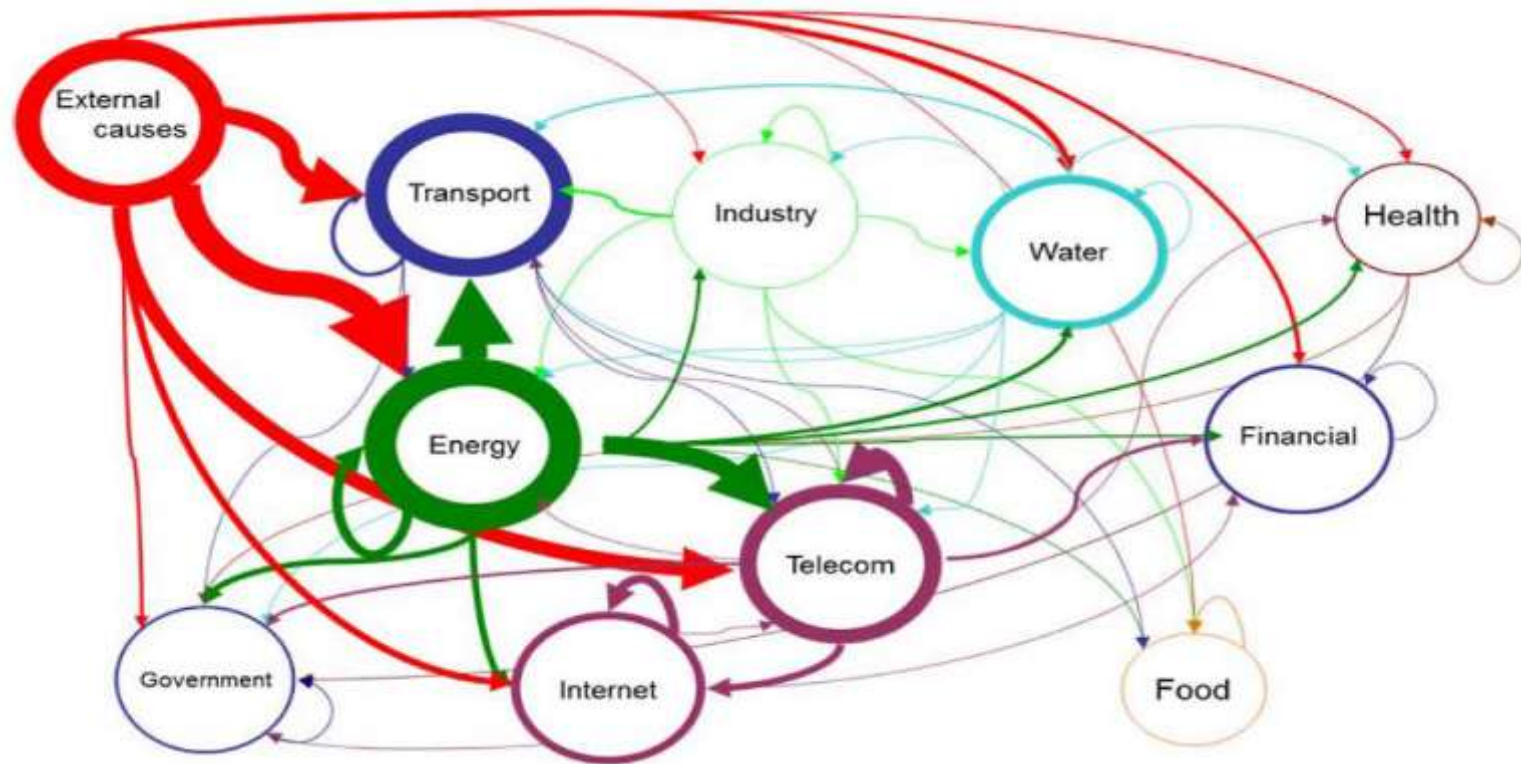 External
causes
Transport
Industry
Water
Health
Energy
Financial
Telecom
Government
Internet
Food